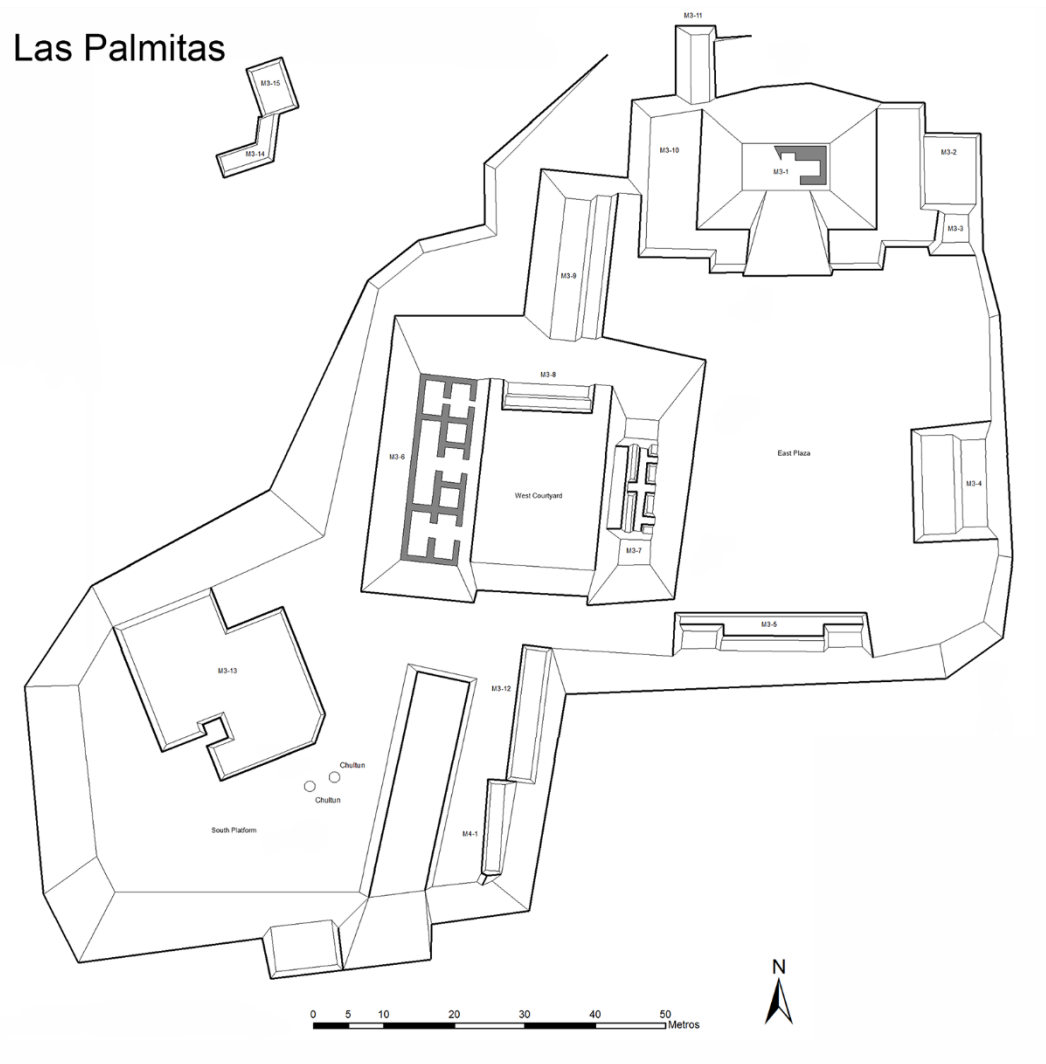 Las Palmitas
M3-11
M3-15
M3-14
M3-10
M3-2
M3-1
M3-3
M3-9
M3-8
M3-6
East Plaza
M3-4
West Courtyard
M3-7
M3-5
M3-13
M3-12
Chultun
Chultun
South Platform
M4-1
N
0 5 10 20 30 40 50
Metros